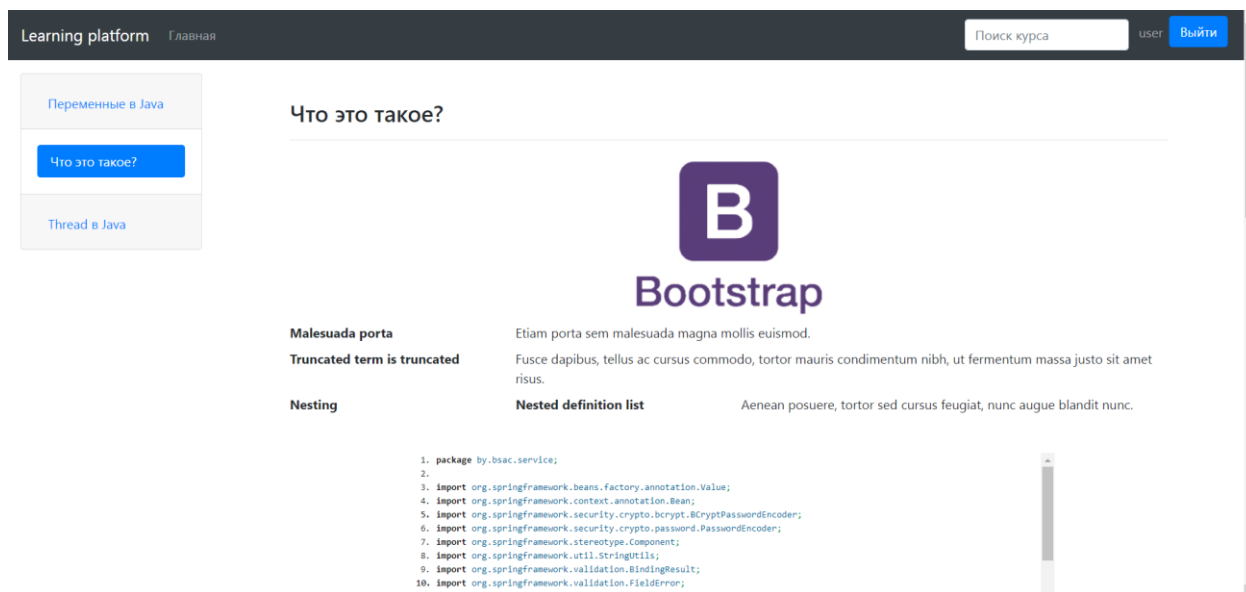 Learning platform Главная Поиск курса user Выйти
Переменные в Java
Что это такое?
Thread в Java
Что это такое?
B
Bootstrap
Malesuada porta Etiam porta sem malesuada magna mollis euismod.
Truncated term is truncated Fusce dapibus, tellus ac cursus commodo, tortor mauris condimentum nibh, ut fermentum massa justo sit amet
risus.
Nesting Nested definition list Aenean posuere, tortor sed cursus feugiat, nunc augue blandit nunc.
1. package by.bsac.service;
2.
3. import org.springframework.beans.factory.annotation.Value;
4. import org.springframework.context.annotation.Bean;
5. import org.springframework.security.crypto.bcrypt.BCryptPasswordEncoder;
6. import org.springframework.security.crypto.password.PasswordEncoder;
7. import org.springframework.stereotype.Component;
8. import org.springframework.util.StringUtils;
9. import org.springframework.validation.BindingResult;
10. import org.springframework.validation.FieldError;